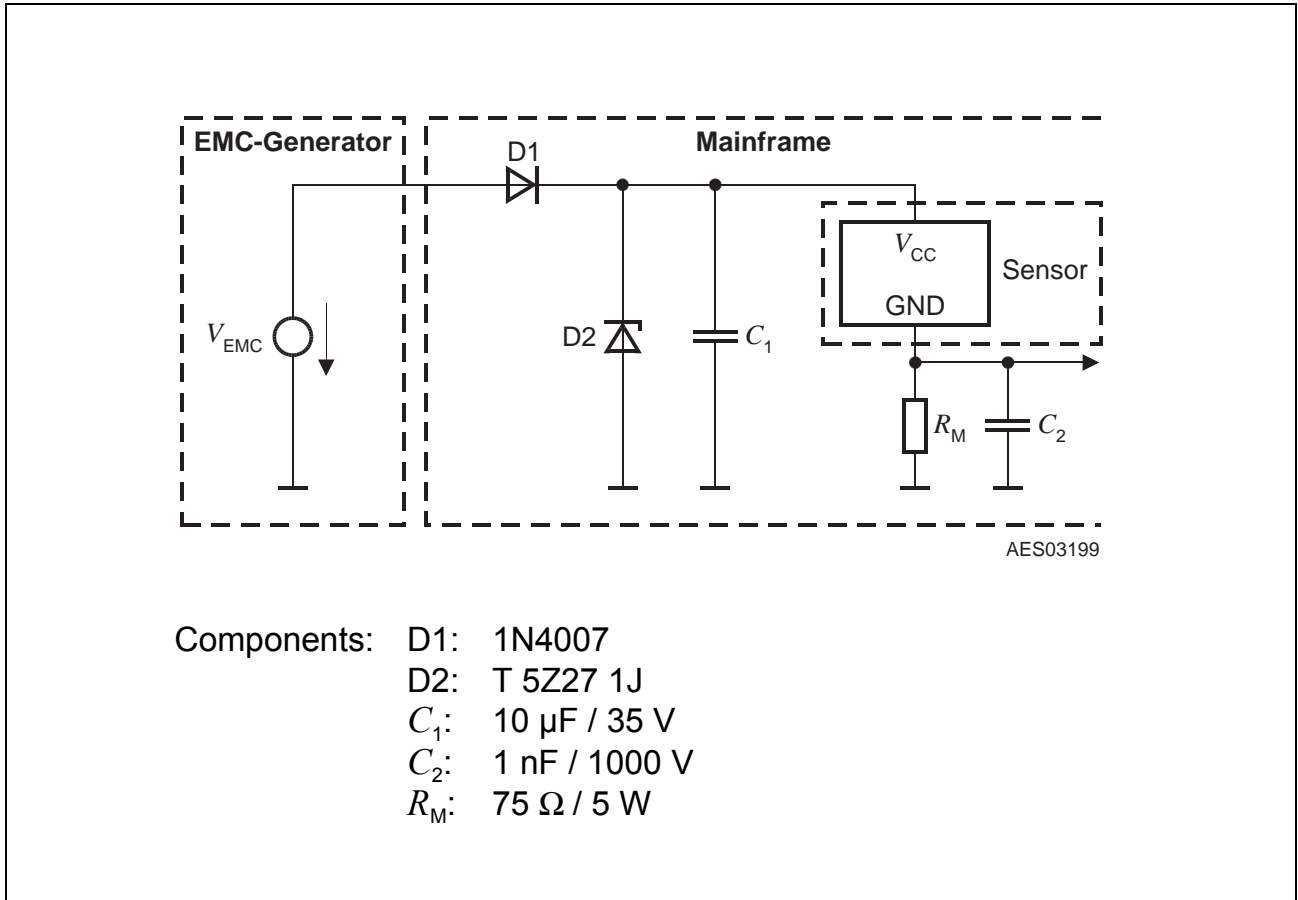 EMC-Generator
Mainframe
D1
V_CC
Sensor
GND
V_EMC
D2
C_1
R_M
C_2
AES03199
Components: D1: 1N4007
D2: T 5Z27 1J
C_1: 10 µF / 35 V
C_2: 1 nF / 1000 V
R_M: 75 Ω / 5 W